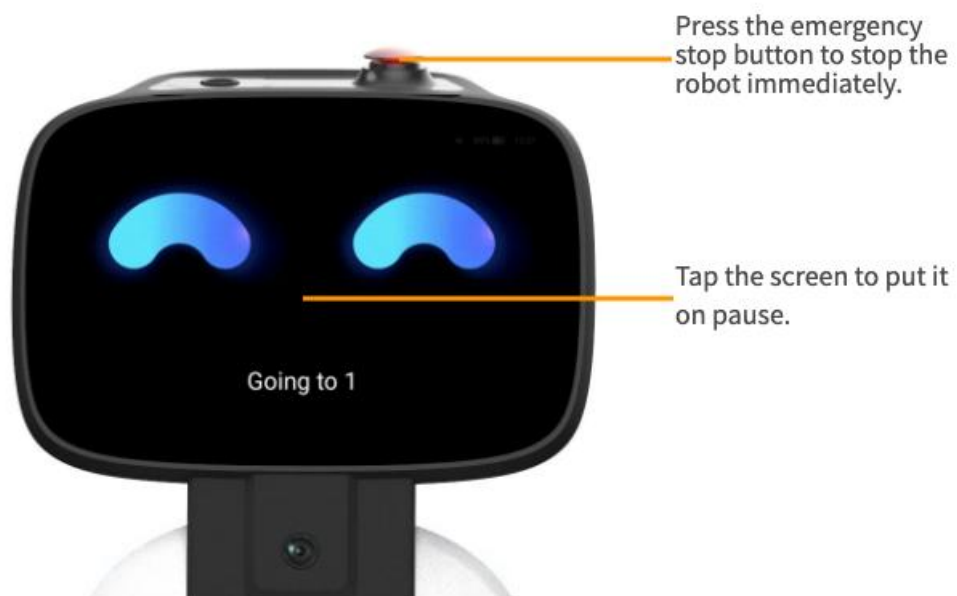 Press the emergency
stop button to stop the
robot immediately.
Tap the screen to put it
on pause.
Going to 1